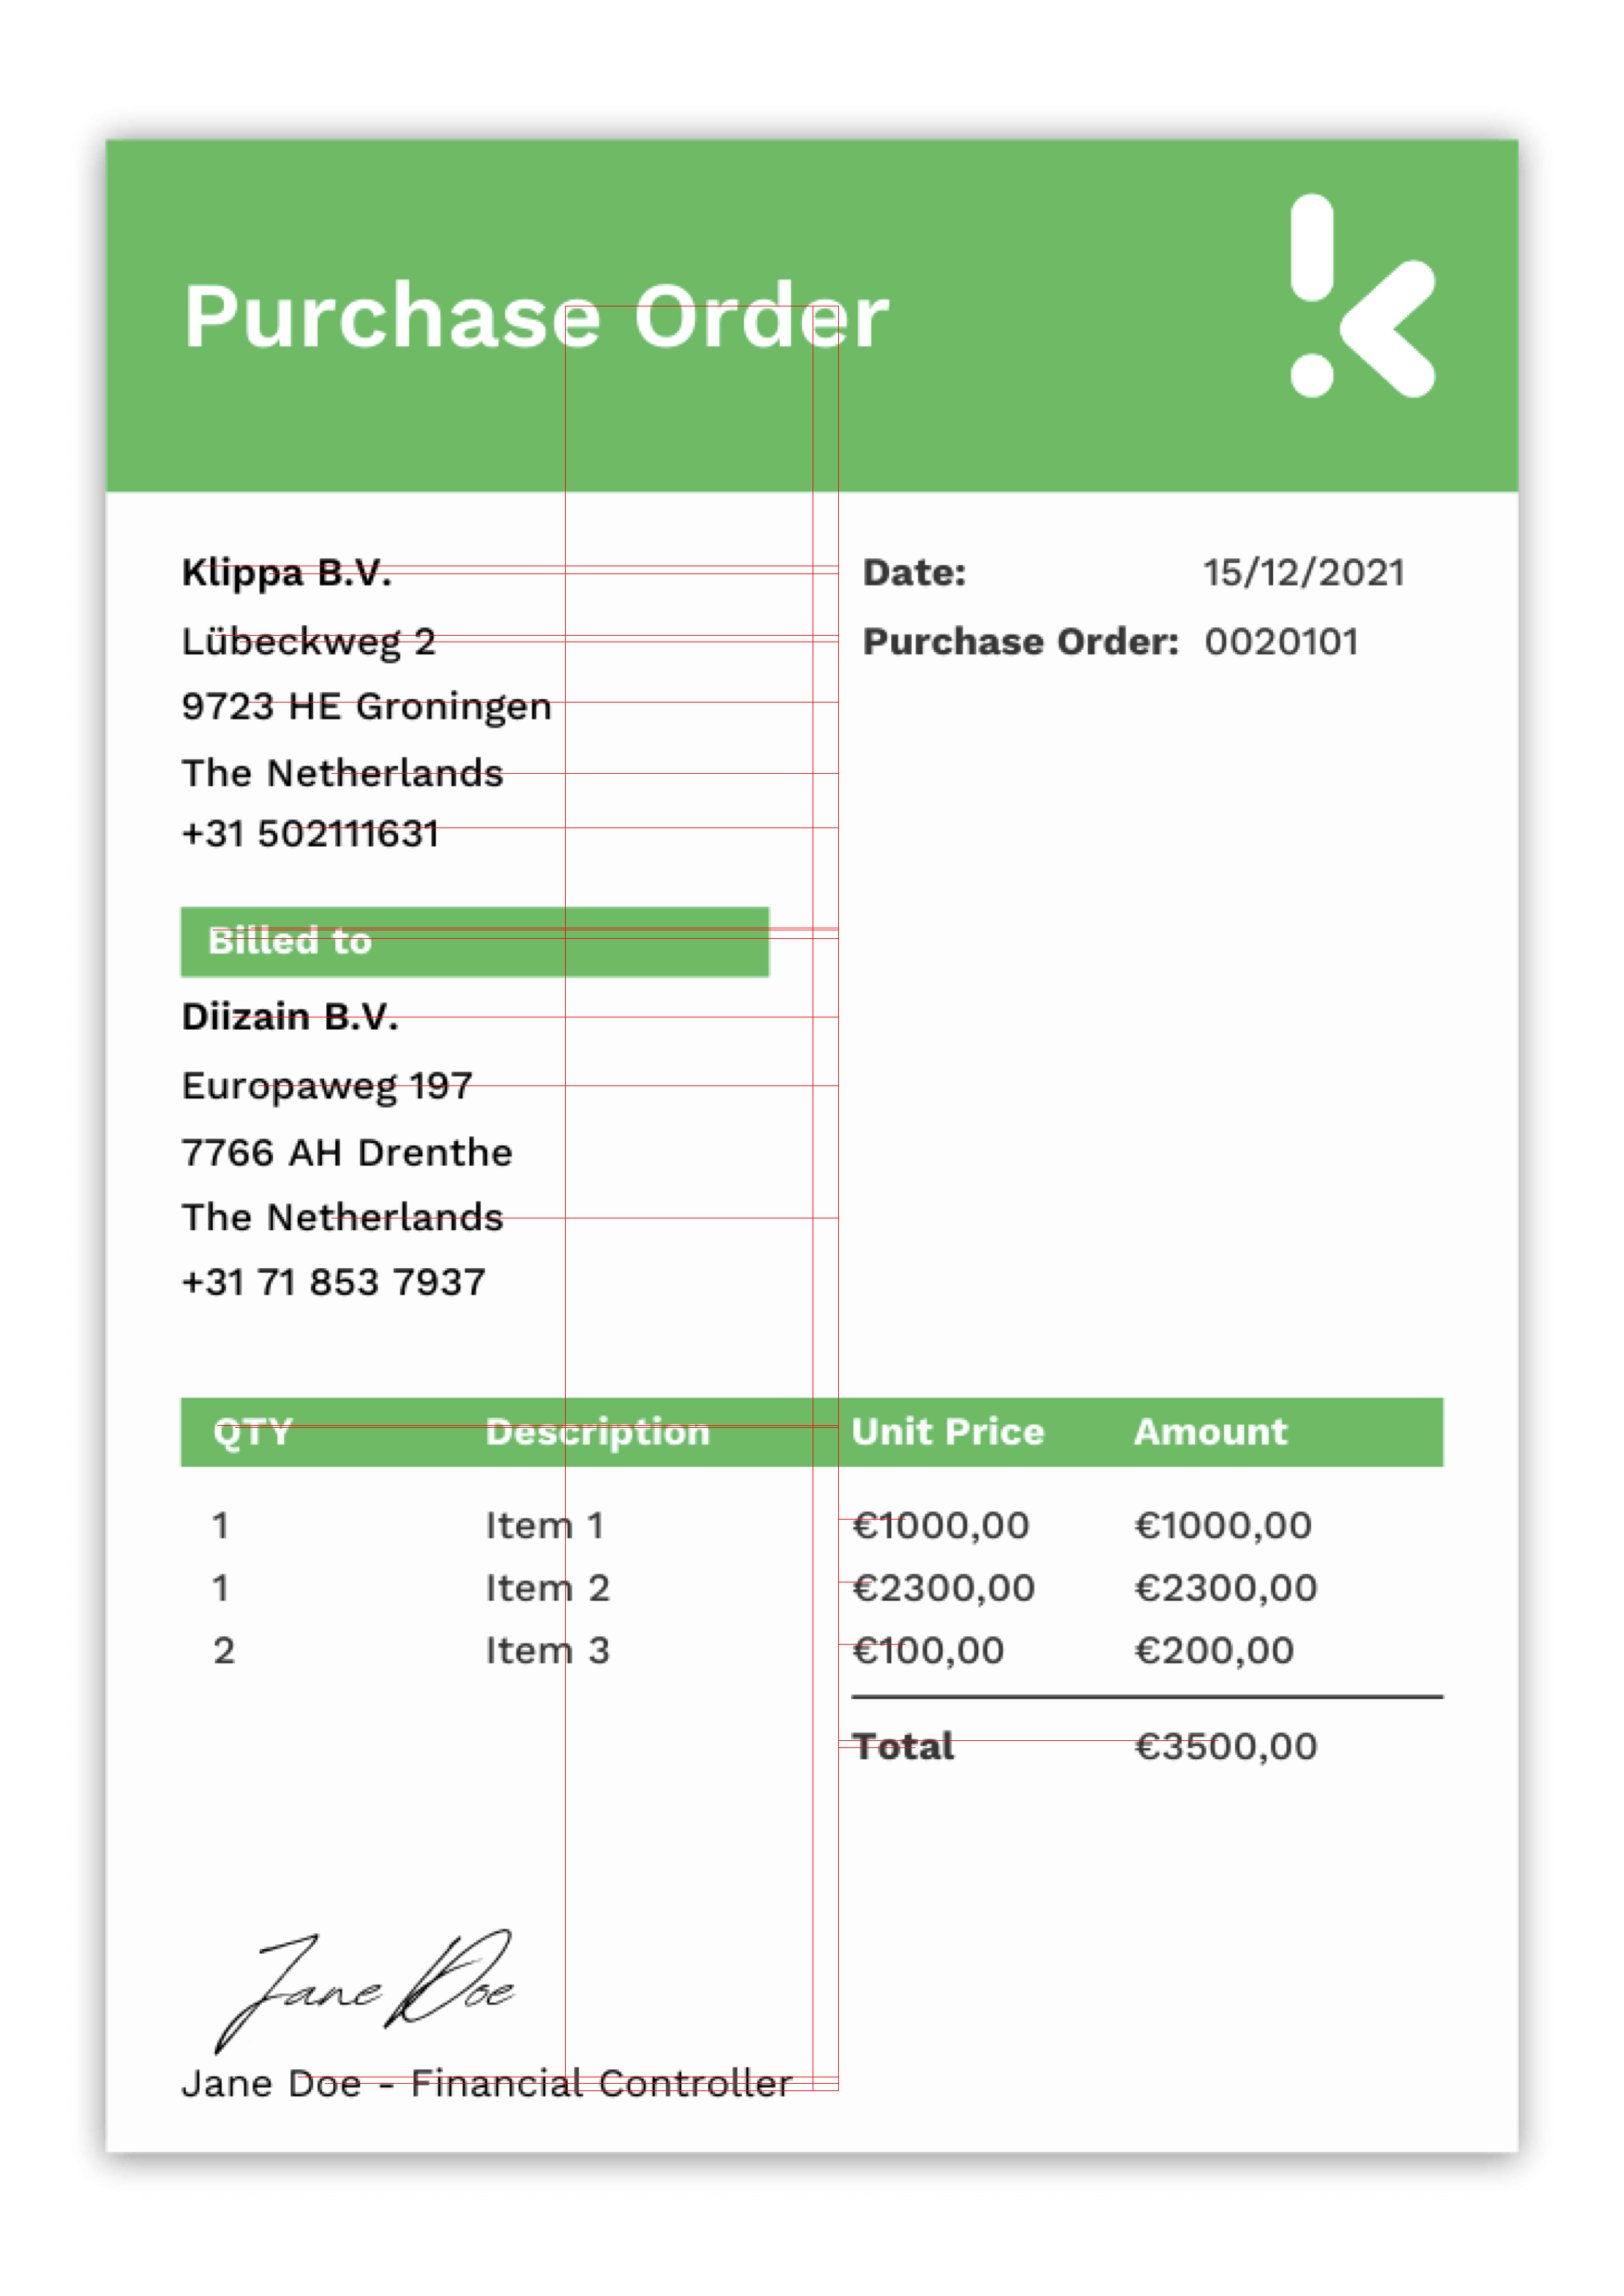 Purchase Order
Klippa B.V.
Lübeckweg 2
9723 HE Groningen
The Netherlands
+31 502111631
Date: 15/12/2021
Purchase Order: 0020101
Billed to
Diizain B.V.
Europaweg 197
7766 AH Drenthe
The Netherlands
+31 71 853 7937
QTY Description Unit Price Amount
1 Item 1 €1000,00 €1000,00
1 Item 2 €2300,00 €2300,00
2 Item 3 €100,00 €200,00
Total €3500,00
Jane Doe
Jane Doe - Financial Controller